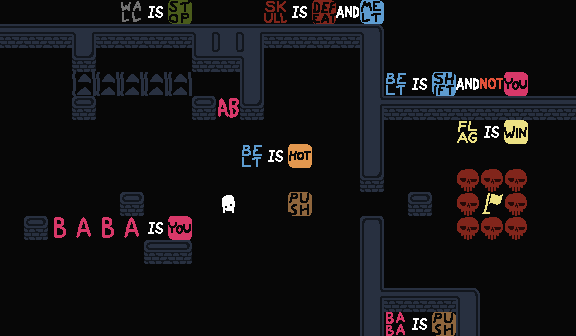 WALL IS STOP
SKULL IS DEFEAT AND MELT
BELT IS SHIFT AND NOT YOU
AB
FLAG IS WIN
BELT IS HOT
PUSH
B A B A IS YOU
BABA IS PUSH